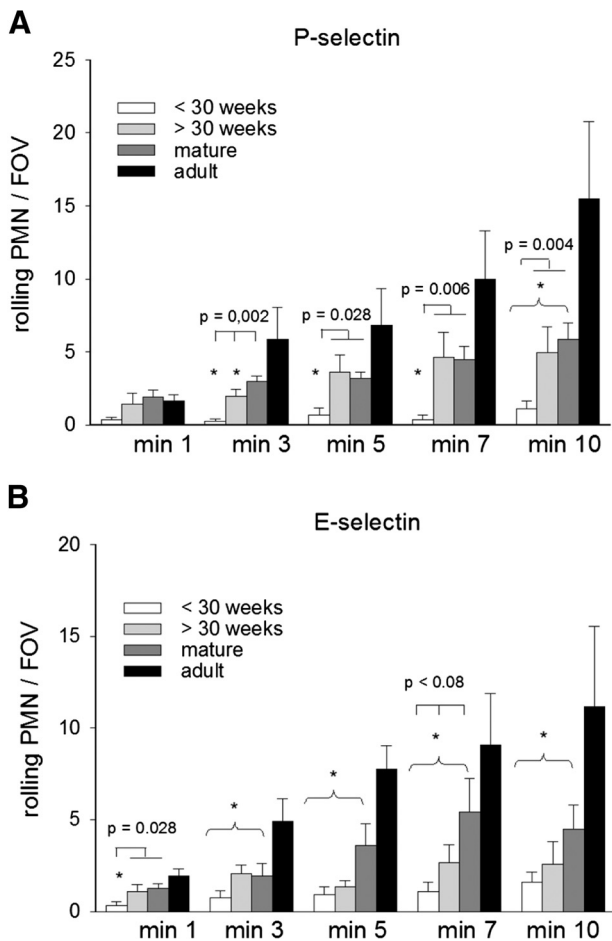 A
P-selectin
25
20
15
10
5
0
rolling PMN / FOV
< 30 weeks
> 30 weeks
mature
adult
p = 0,002
p = 0.028
p = 0.006
p = 0.004
*
* *
*
*
min 1 min 3 min 5 min 7 min 10
B
E-selectin
20
15
10
5
0
rolling PMN / FOV
< 30 weeks
> 30 weeks
mature
adult
p < 0.08
p = 0.028
*
*
*
*
*
min 1 min 3 min 5 min 7 min 10